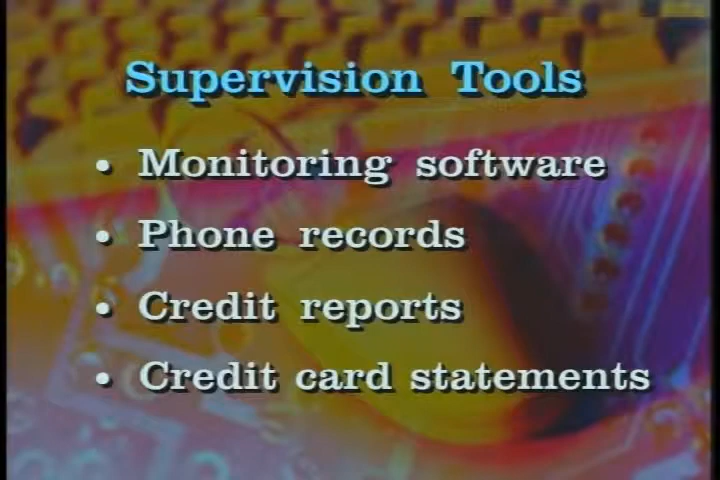 Supervision Tools
• Monitoring software
• Phone records
• Credit reports
• Credit card statements